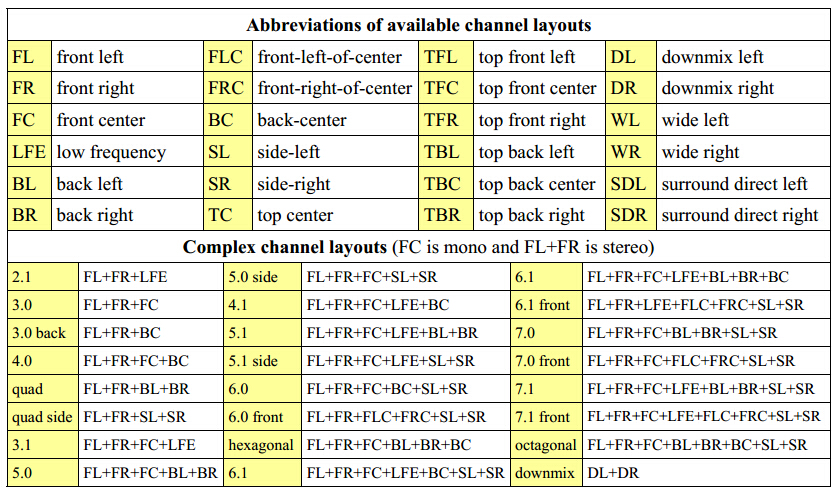 Abbreviations of available channel layouts
FL front left FLC front-left-of-center TFL top front left DL downmix left
FR front right FRC front-right-of-center TFC top front center DR downmix right
FC front center BC back-center TFR top front right WL wide left
LFE low frequency SL side-left TBL top back left WR wide right
BL back left SR side-right TBC top back center SDL surround direct left
BR back right TC top center TBR top back right SDR surround direct right
Complex channel layouts (FC is mono and FL+FR is stereo)
2.1 FL+FR+LFE 5.0 side FL+FR+FC+SL+SR 6.1 FL+FR+FC+LFE+BL+BR+BC
3.0 FL+FR+FC 4.1 FL+FR+FC+LFE+BC 6.1 front FL+FR+LFE+FLC+FRC+SL+SR
3.0 back FL+FR+BC 5.1 FL+FR+FC+LFE+BL+BR 7.0 FL+FR+FC+BL+BR+SL+SR
4.0 FL+FR+FC+BC 5.1 side FL+FR+FC+LFE+SL+SR 7.0 front FL+FR+FC+FLC+FRC+SL+SR
quad FL+FR+BL+BR 6.0 FL+FR+FC+BC+SL+SR 7.1 FL+FR+FC+LFE+BL+BR+SL+SR
quad side FL+FR+SL+SR 6.0 front FL+FR+FLC+FRC+SL+SR 7.1 front FL+FR+FC+LFE+FLC+FRC+SL+SR
3.1 FL+FR+FC+LFE hexagonal FL+FR+FC+BL+BR+BC octagonal FL+FR+FC+BL+BR+BC+SL+SR
5.0 FL+FR+FC+BL+BR 6.1 FL+FR+FC+LFE+BC+SL+SR downmix DL+DR